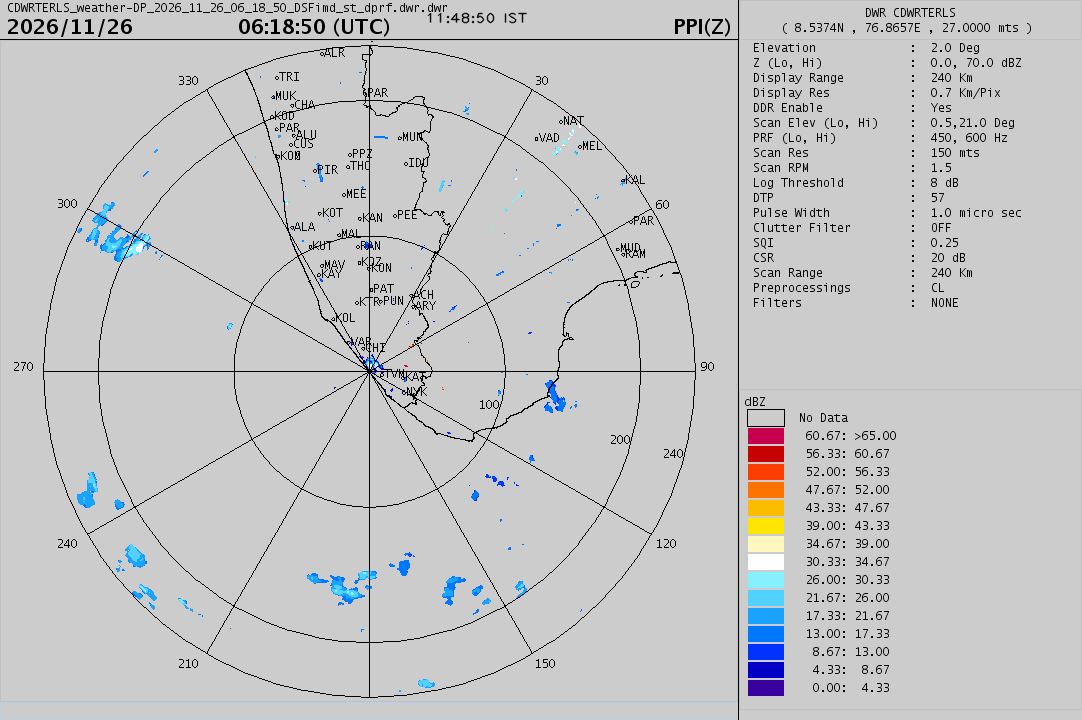 CDWRTERLS_weather-DP_2026_11_26_06_18_50_DSFimd_st_dprf.dwr.dwr
11:48:50 IST
2026/11/26 06:18:50 (UTC) PPI(Z)
DWR CDWRTERLS
( 8.5374N , 76.8657E , 27.0000 mts )
Elevation : 2.0 Deg
Z (Lo, Hi) : 0.0, 70.0 dBZ
Display Range : 240 Km
Display Res : 0.7 Km/Pix
DDR Enable : Yes
Scan Elev (Lo, Hi) : 0.5,21.0 Deg
PRF (Lo, Hi) : 450, 600 Hz
Scan Res : 150 mts
Scan RPM : 1.5
Log Threshold : 8 dB
DTP : 57
Pulse Width : 1.0 micro sec
Clutter Filter : OFF
SQI : 0.25
CSR : 20 dB
Scan Range : 240 Km
Preprocessings : CL
Filters : NONE
dBZ
No Data
60.67: >65.00
56.33: 60.67
52.00: 56.33
47.67: 52.00
43.33: 47.67
39.00: 43.33
34.67: 39.00
30.33: 34.67
26.00: 30.33
21.67: 26.00
17.33: 21.67
13.00: 17.33
8.67: 13.00
4.33: 8.67
0.00: 4.33
ALR
TRI
330
30
MUK
PAR
CHA
KOD
NAT
PAR
ALU
MUN
VAD
CUS
MEL
KOM
PPZ
THO
IDU
PIR
KAL
MEE
300
60
KOT
KAN
PEE
PAR
ALA
MAL
KUT
RAN
MUD
RAM
MAV
KOZ
KON
KAY
PAT
ACH
KTR
PUN
ARY
KOL
VAR
CHI
270
90
TVM
KAT
NYK
100
200
240
240
120
210
150